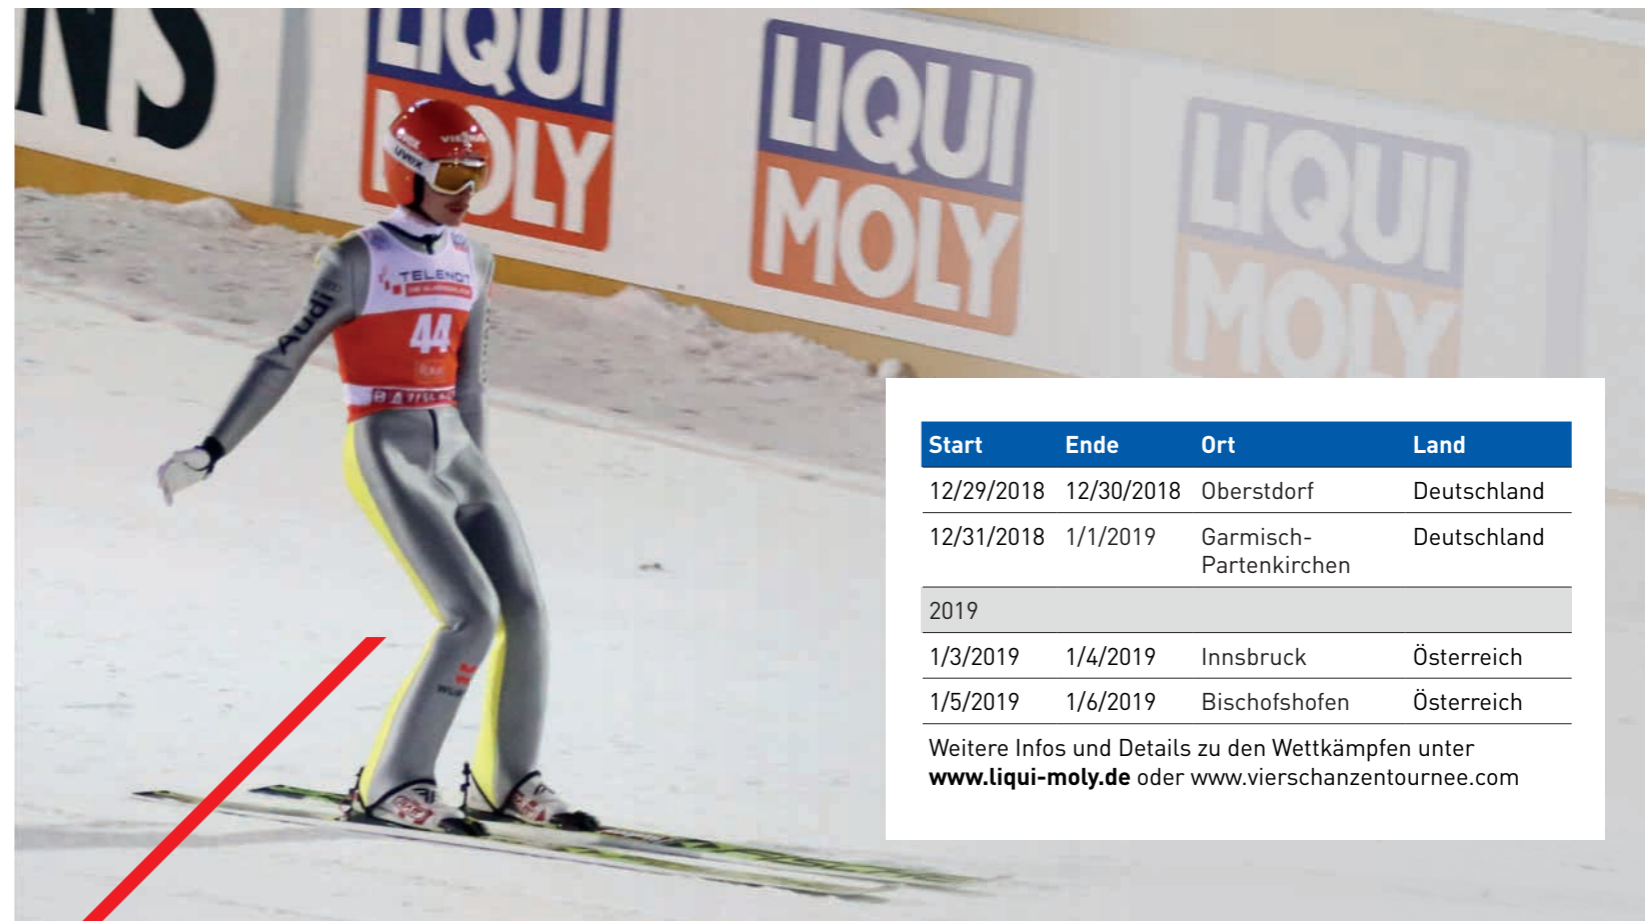 NS
LIQUI
MOLY
LIQUI
MOLY
LIQUI
MOLY
uvex
TELENOT
Audi
44
Start Ende Ort Land
12/29/2018 12/30/2018 Oberstdorf Deutschland
12/31/2018 1/1/2019 Garmisch- Deutschland
Partenkirchen
2019
1/3/2019 1/4/2019 Innsbruck Österreich
1/5/2019 1/6/2019 Bischofshofen Österreich
Weitere Infos und Details zu den Wettkämpfen unter
www.liqui-moly.de oder www.vierschanzentournee.com